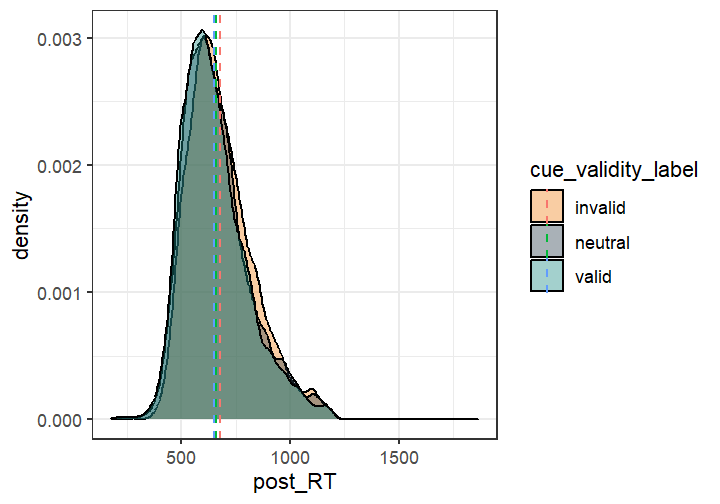 0.003
0.002
0.001
0.000
density
500
1000
1500
post_RT
cue_validity_label
invalid
neutral
valid